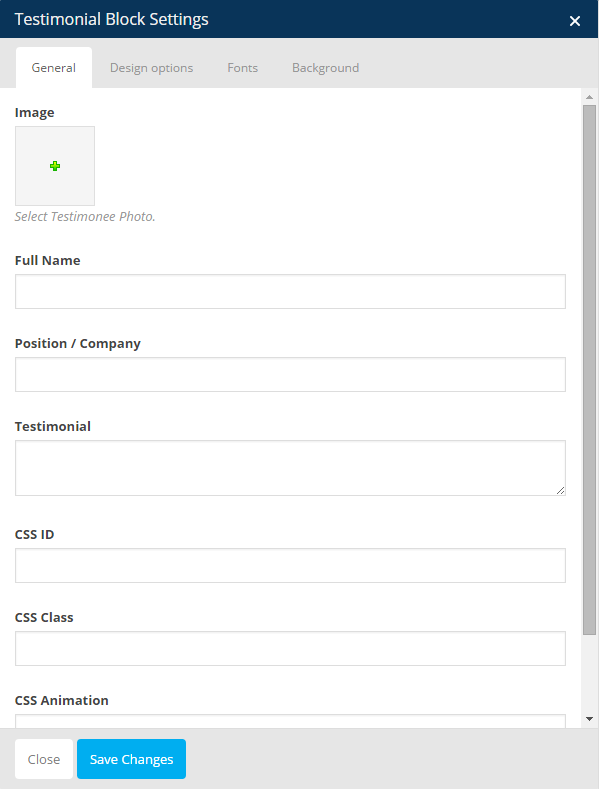 Testimonial Block Settings
General Design options Fonts Background
Image
Select Testimonee Photo.
Full Name
Position / Company
Testimonial
CSS ID
CSS Class
CSS Animation
Close Save Changes